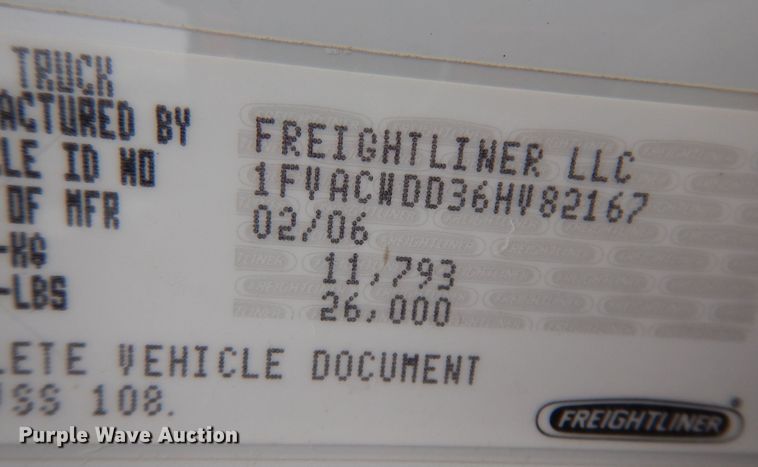 TRUCK
ACTURED BY FREIGHTLINER LLC
LE ID NO 1FVACWDD36HV82167
OF MFR 02/06
-KG 11,793
-LBS 26,000
LETE VEHICLE DOCUMENT
SS 108.
FREIGHTLINER
Purple Wave Auction